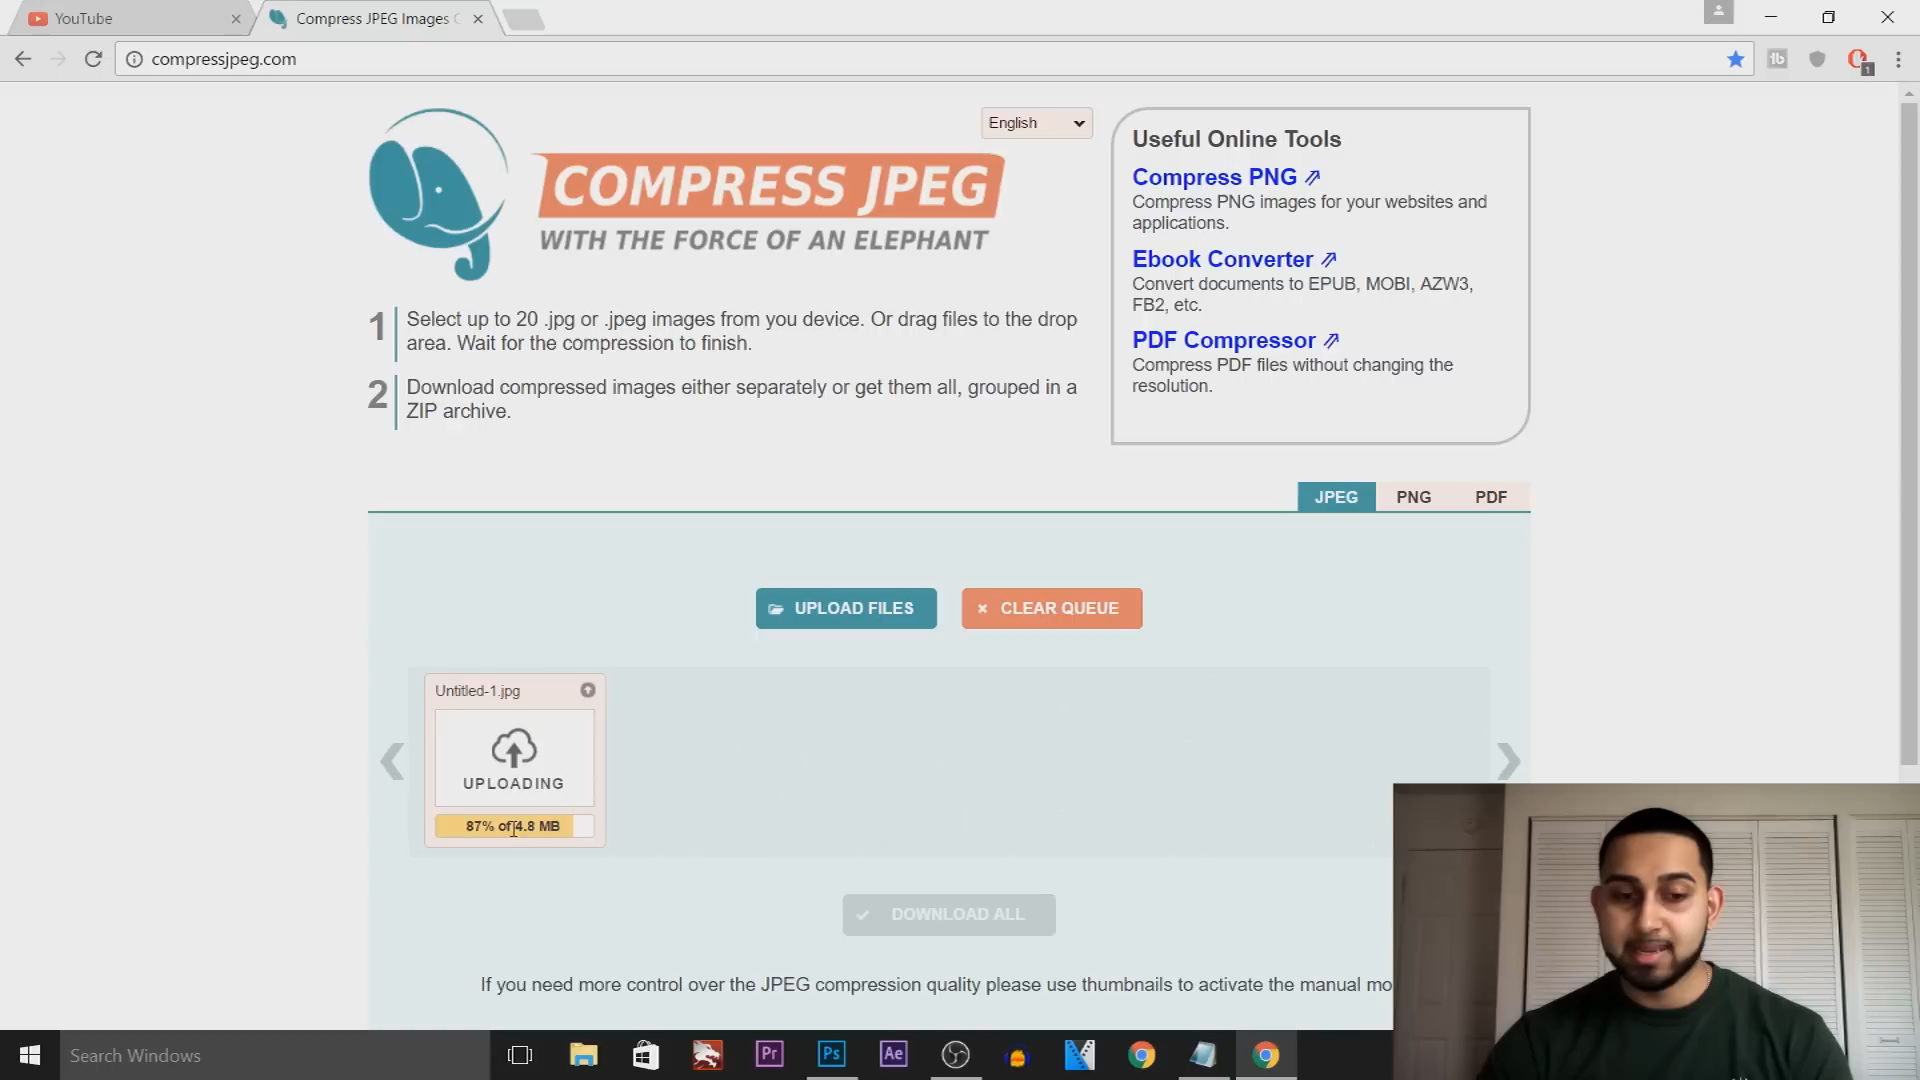 YouTube
Compress JPEG Images
compressjpeg.com
English
COMPRESS JPEG
WITH THE FORCE OF AN ELEPHANT
1
Select up to 20 .jpg or .jpeg images from you device. Or drag files to the drop
area. Wait for the compression to finish.
2
Download compressed images either separately or get them all, grouped in a
ZIP archive.
Useful Online Tools
Compress PNG
Compress PNG images for your websites and
applications.
Ebook Converter
Convert documents to EPUB, MOBI, AZW3,
FB2, etc.
PDF Compressor
Compress PDF files without changing the
resolution.
JPEG PNG PDF
UPLOAD FILES
CLEAR QUEUE
Untitled-1.jpg
UPLOADING
87% of 4.8 MB
DOWNLOAD ALL
If you need more control over the JPEG compression quality please use thumbnails to activate the manual mo
Search Windows
Pr
Ps
Ae
tb
1